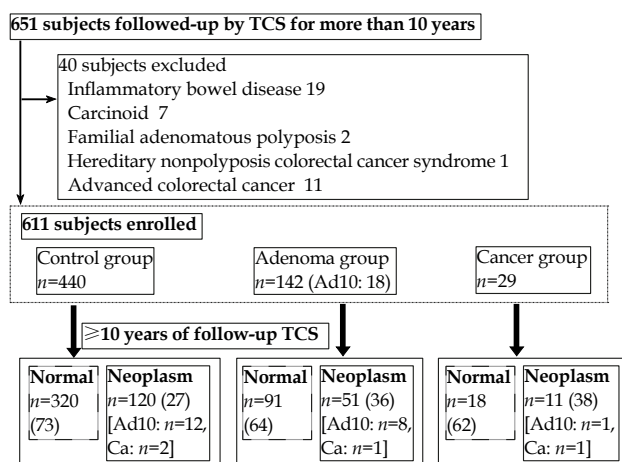 651 subjects followed-up by TCS for more than 10 years
40 subjects excluded
Inflammatory bowel disease 19
Carcinoid 7
Familial adenomatous polyposis 2
Hereditary nonpolyposis colorectal cancer syndrome 1
Advanced colorectal cancer 11
611 subjects enrolled
Control group
n=440
Adenoma group
n=142 (Ad10: 18)
Cancer group
n=29
≥10 years of follow-up TCS
Normal
n=320
(73)
Neoplasm
n=120 (27)
[Ad10: n=12,
Ca: n=2]
Normal
n=91
(64)
Neoplasm
n=51 (36)
[Ad10: n=8,
Ca: n=1]
Normal
n=18
(62)
Neoplasm
n=11 (38)
[Ad10: n=1,
Ca: n=1]